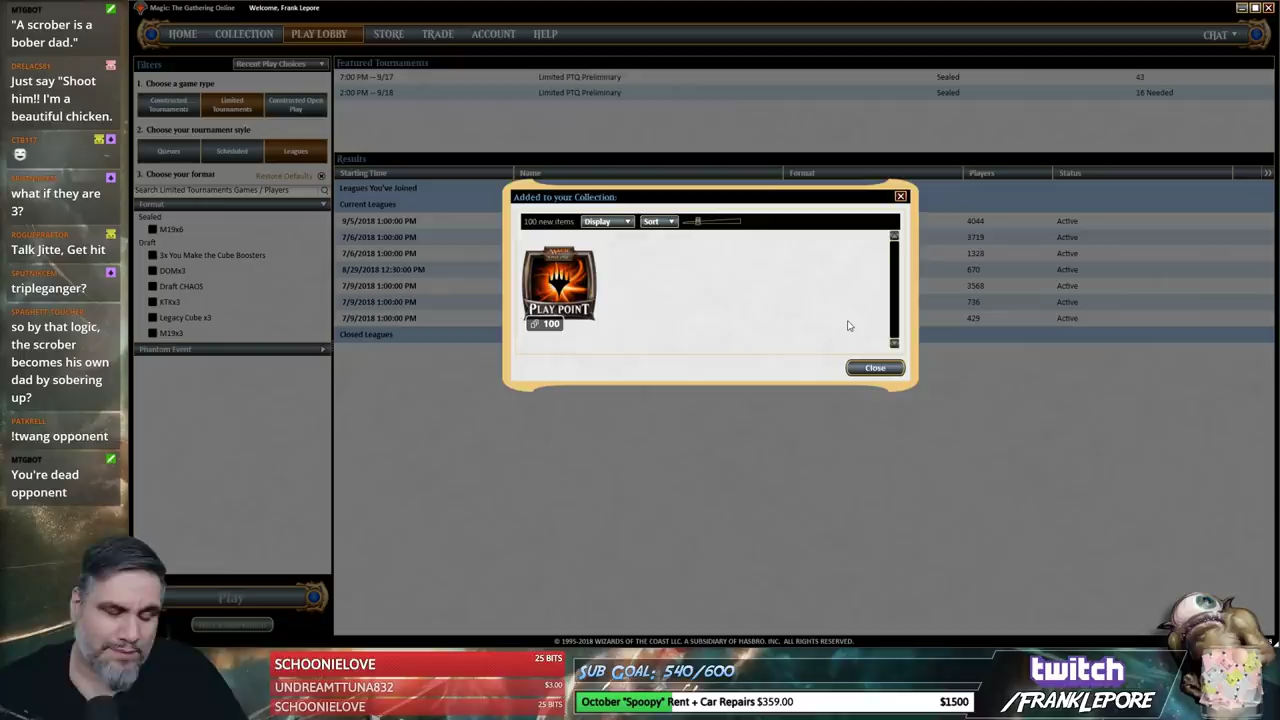 MTGBOT
"A scrober is a
bober dad."
DRELAC581
Just say "Shoot
him!! I'm a
beautiful chicken.
CTB117
what if they are
3?
ROGUEPRAETOR
Talk Jitte, Get hit
SPUTNIKCEM
tripleganger?
SPAGHETTI TOUCHER
so by that logic,
the scrober
becomes his own
dad by sobering
up?
PATKRELL
!twang opponent
MTGBOT
You're dead
opponent
Magic: The Gathering Online
Welcome, Frank Lepore
HOME COLLECTION PLAY LOBBY STORE TRADE ACCOUNT HELP
CHAT
Filters
Recent Play Choices
1. Choose a game type
Constructed Tournaments
Limited Tournaments
Constructed Open Play
2. Choose your tournament style
Queues Scheduled Leagues
3. Choose your format
Restore Defaults
Search Limited Tournaments Games / Players
Format
Sealed
M19x6
Draft
3x You Make the Cube Boosters
DOMx3
Draft CHAOS
KTKx3
Legacy Cube x3
M19x3
Phantom Event
Play
Featured Tournaments
7:00 PM -- 9/17 Limited PTQ Preliminary Sealed 43
2:00 PM -- 9/18 Limited PTQ Preliminary Sealed 16 Needed
Results
Starting Time Name Format Players Status
Leagues You've Joined
Current Leagues
9/5/2018 1:00:00 PM 4044 Active
7/6/2018 1:00:00 PM 3719 Active
7/6/2018 1:00:00 PM 1328 Active
8/29/2018 12:30:00 PM 670 Active
7/9/2018 1:00:00 PM 3568 Active
7/9/2018 1:00:00 PM 736 Active
7/9/2018 1:00:00 PM 429 Active
Closed Leagues
Added to your Collection:
100 new items Display Sort
PLAY POINT
100
Close
© 1995-2018 WIZARDS OF THE COAST LLC. A SUBSIDIARY OF HASBRO, INC. ALL RIGHTS RESERVED.
SCHOONIELOVE 25 BITS
UNDREAMTTUNA832 $3.00
SCHOONIELOVE 25 BITS
SUB GOAL: 540/600
October "Spoopy" Rent + Car Repairs $359.00 $1500
twitch
/FRANKLEPORE